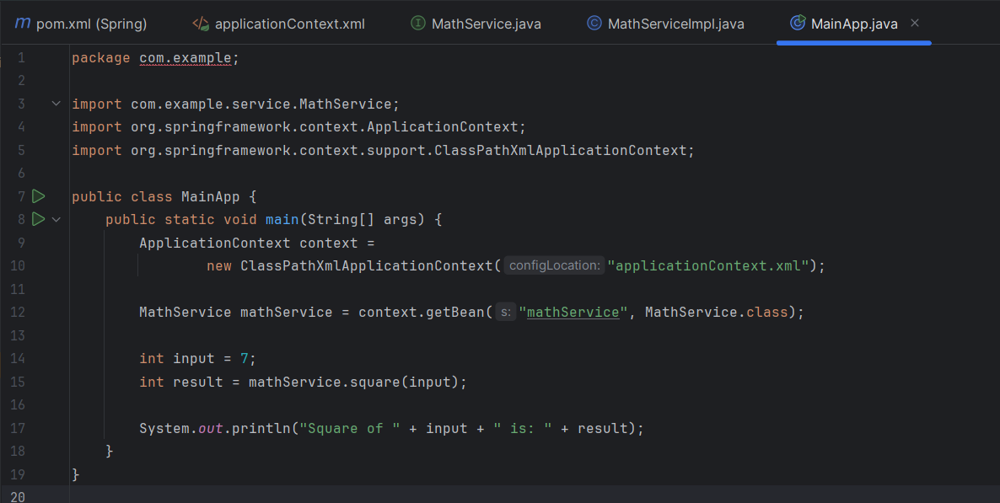 m pom.xml (Spring) applicationContext.xml I MathService.java C MathServiceImpl.java C MainApp.java
1 package com.example;
2
3 import com.example.service.MathService;
4 import org.springframework.context.ApplicationContext;
5 import org.springframework.context.support.ClassPathXmlApplicationContext;
6
7 public class MainApp {
8 public static void main(String[] args) {
9 ApplicationContext context =
10 new ClassPathXmlApplicationContext( configLocation: "applicationContext.xml");
11
12 MathService mathService = context.getBean( s: "mathService", MathService.class);
13
14 int input = 7;
15 int result = mathService.square(input);
16
17 System.out.println("Square of " + input + " is: " + result);
18 }
19 }
20